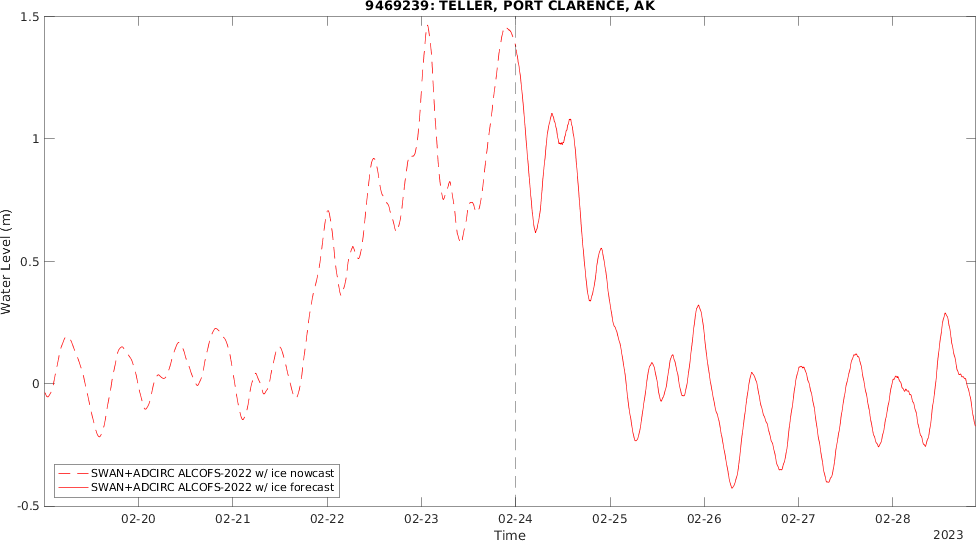 9469239: TELLER, PORT CLARENCE, AK
1.5
1
0.5
0
-0.5
Water Level (m)
SWAN+ADCIRC ALCOFS-2022 w/ ice nowcast
SWAN+ADCIRC ALCOFS-2022 w/ ice forecast
02-20 02-21 02-22 02-23 02-24 02-25 02-26 02-27 02-28
Time
2023